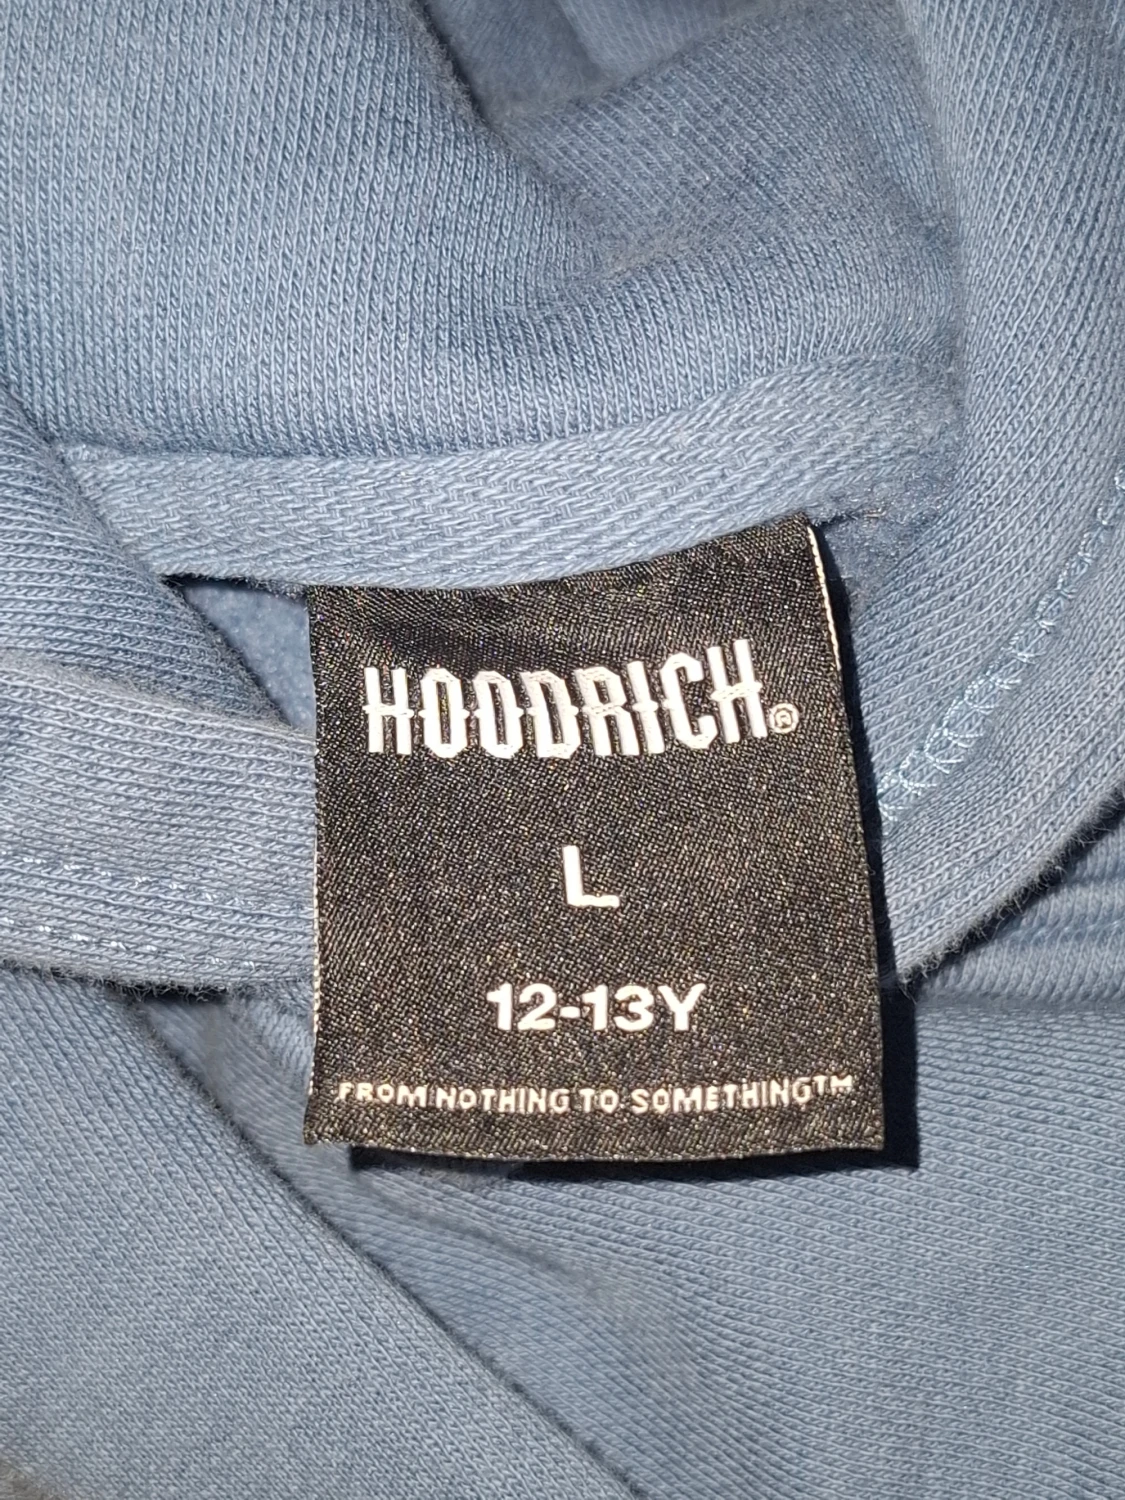 HOODRICH®
L
12-13Y
FROM NOTHING TO SOMETHING™